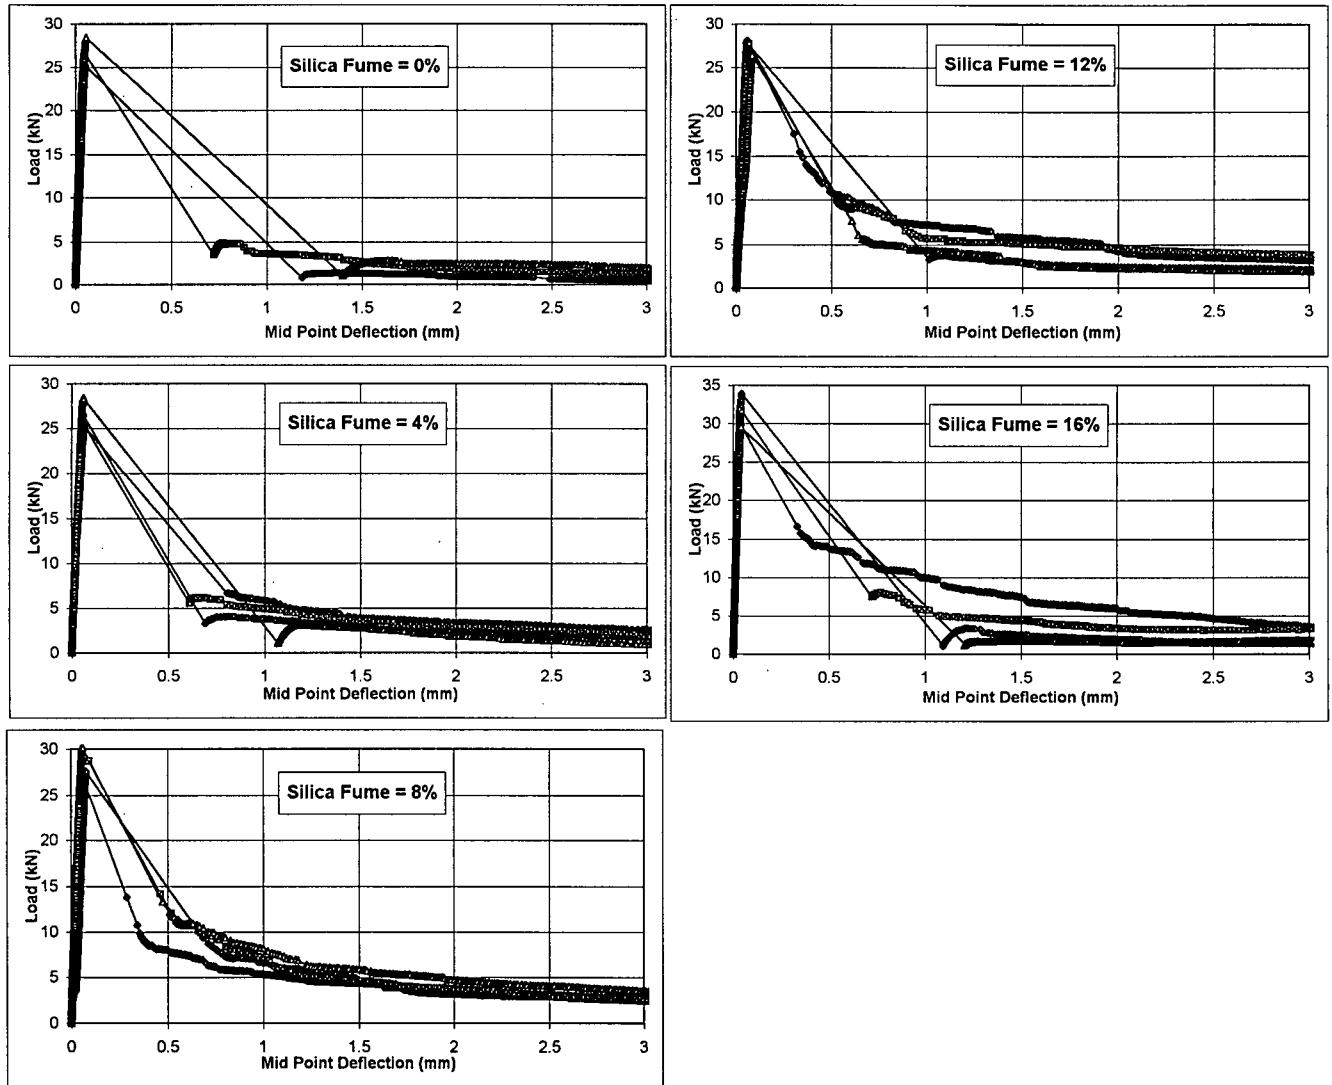 Silica Fume = 0%
Load (kN)
30
25
20
15
10
5
0
0 0.5 1 1.5 2 2.5 3
Mid Point Deflection (mm)
Silica Fume = 12%
Load (kN)
30
25
20
15
10
5
0
0 0.5 1 1.5 2 2.5 3
Mid Point Deflection (mm)
Silica Fume = 4%
Load (kN)
30
25
20
15
10
5
0
0 0.5 1 1.5 2 2.5 3
Mid Point Deflection (mm)
Silica Fume = 16%
Load (kN)
35
30
25
20
15
10
5
0
0 0.5 1 1.5 2 2.5 3
Mid Point Deflection (mm)
Silica Fume = 8%
Load (kN)
30
25
20
15
10
5
0
0 0.5 1 1.5 2 2.5 3
Mid Point Deflection (mm)